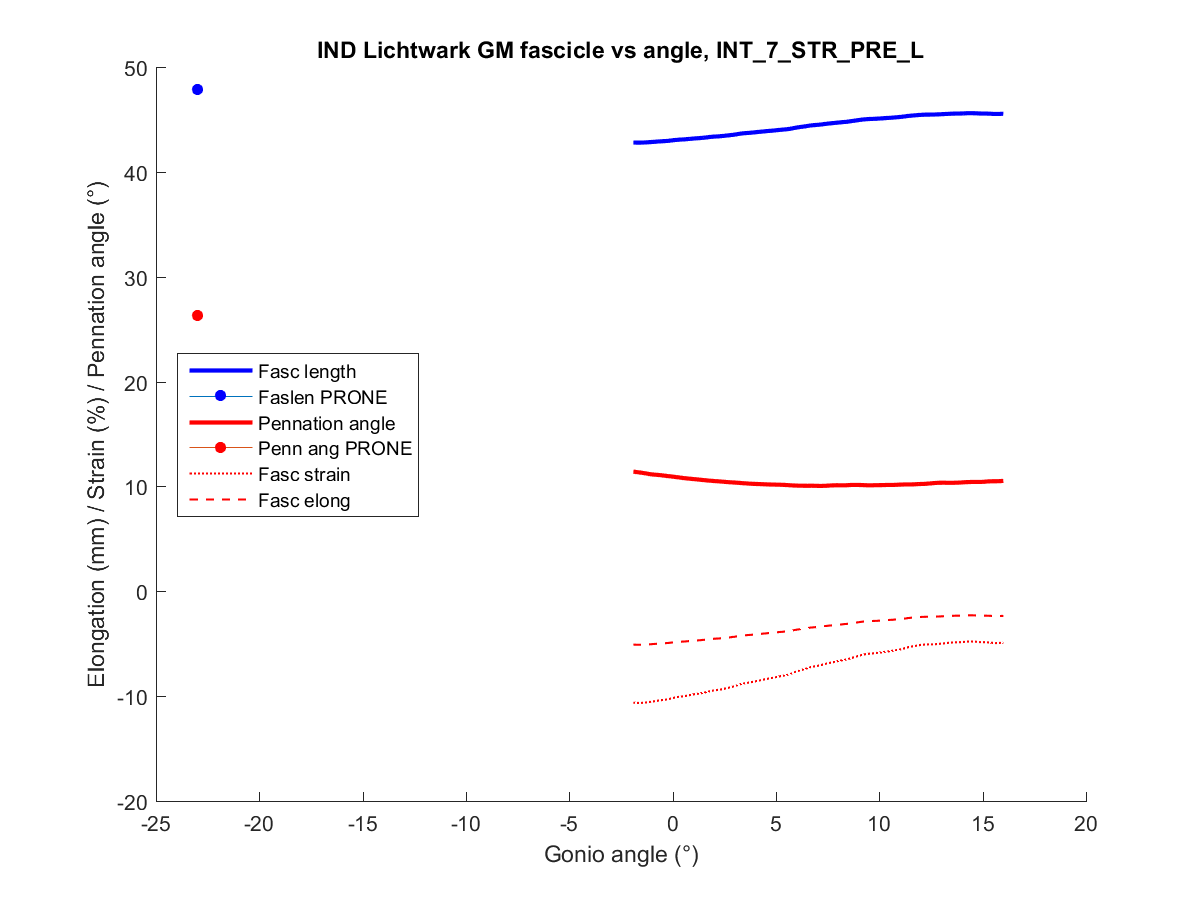 IND Lichtwark GM fascicle vs angle, INT_7_STR_PRE_L
Elongation (mm) / Strain (%) / Pennation angle (°)
50
40
30
20
10
0
-10
-20
Fasc length
Faslen PRONE
Pennation angle
Penn ang PRONE
Fasc strain
Fasc elong
-25
-20
-15
-10
-5
0
5
10
15
20
Gonio angle (°)